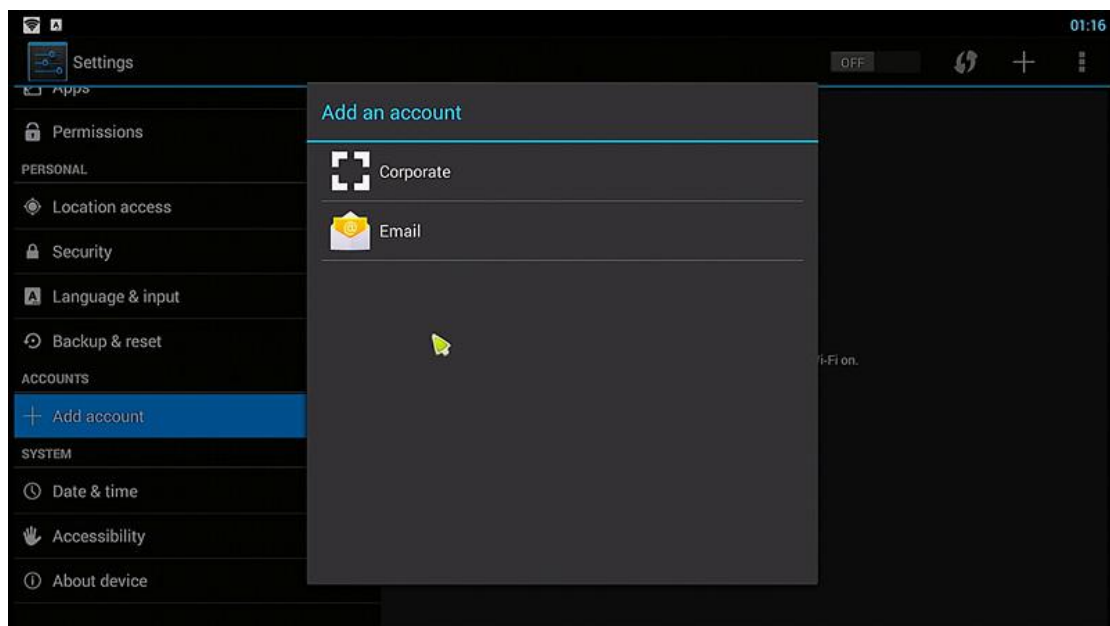 01:16
Settings
OFF
Apps
Permissions
PERSONAL
Location access
Security
Language & input
Backup & reset
ACCOUNTS
Add account
SYSTEM
Date & time
Accessibility
About device
Add an account
Corporate
Email
@
on.